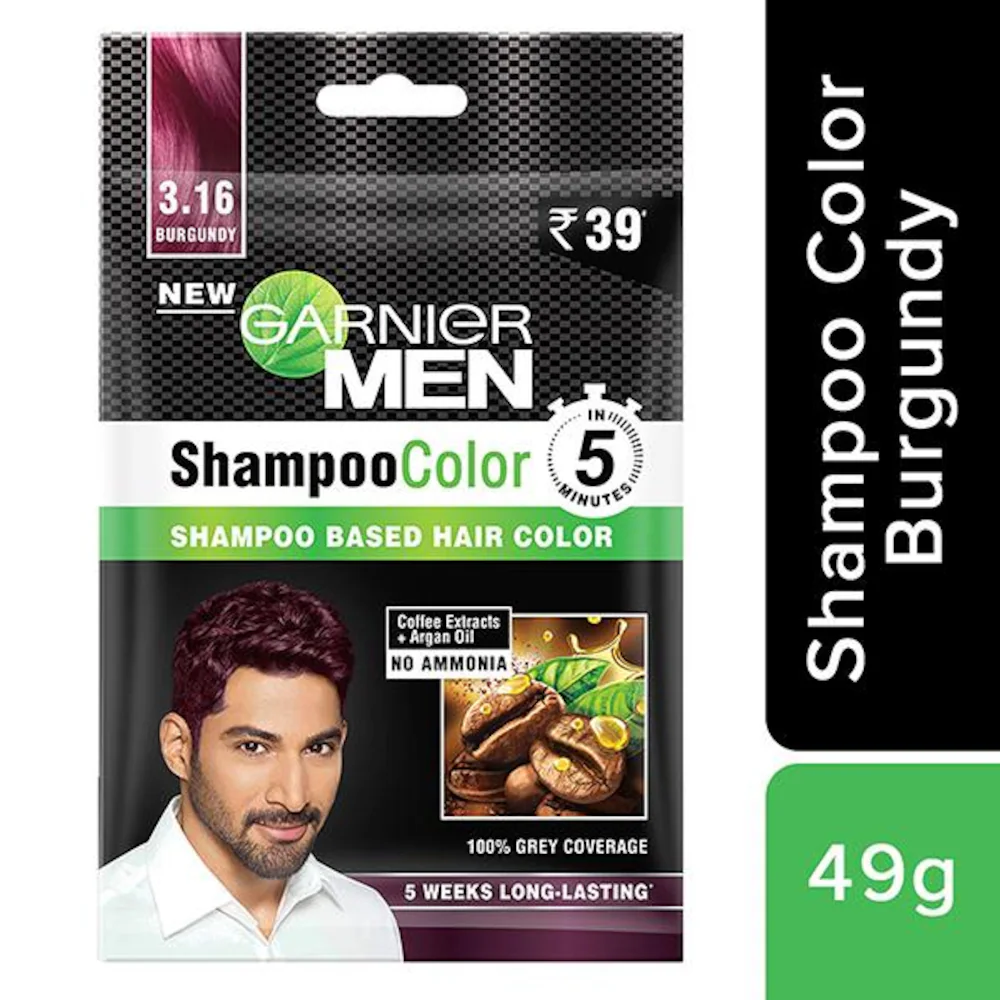 3.16
BURGUNDY
₹39*
NEW
GARNIER
MEN
ShampooColor
IN
5
MINUTES
SHAMPOO BASED HAIR COLOR
Coffee Extracts
+ Argan Oil
NO AMMONIA
100% GREY COVERAGE
5 WEEKS LONG-LASTING*
Shampoo Color
Burgundy
49g